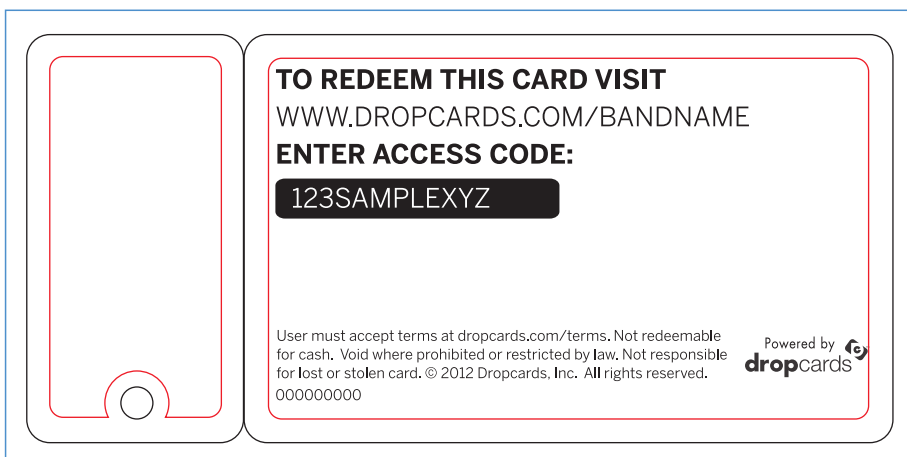 TO REDEEM THIS CARD VISIT
WWW.DROPCARDS.COM/BANDNAME
ENTER ACCESS CODE:
123SAMPLEXYZ
User must accept terms at dropcards.com/terms. Not redeemable
for cash. Void where prohibited or restricted by law. Not responsible
for lost or stolen card. © 2012 Dropcards, Inc. All rights reserved.
000000000
Powered by
dropcards